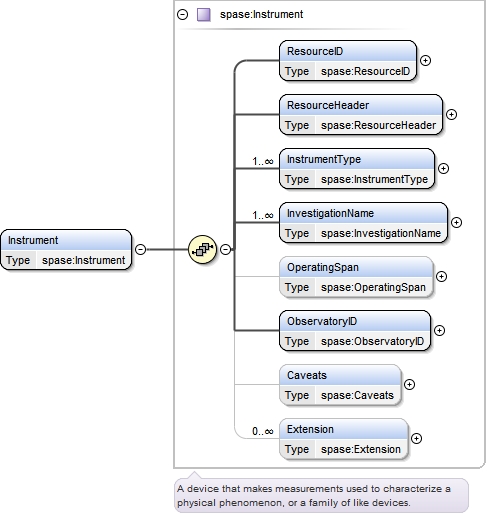 spase:Instrument
ResourceID
Type spase:ResourceID
ResourceHeader
Type spase:ResourceHeader
1..∞ InstrumentType
Type spase:InstrumentType
1..∞ InvestigationName
Type spase:InvestigationName
Instrument
Type spase:Instrument
OperatingSpan
Type spase:OperatingSpan
ObservatoryID
Type spase:ObservatoryID
Caveats
Type spase:Caveats
0..∞ Extension
Type spase:Extension
A device that makes measurements used to characterize a
physical phenomenon, or a family of like devices.